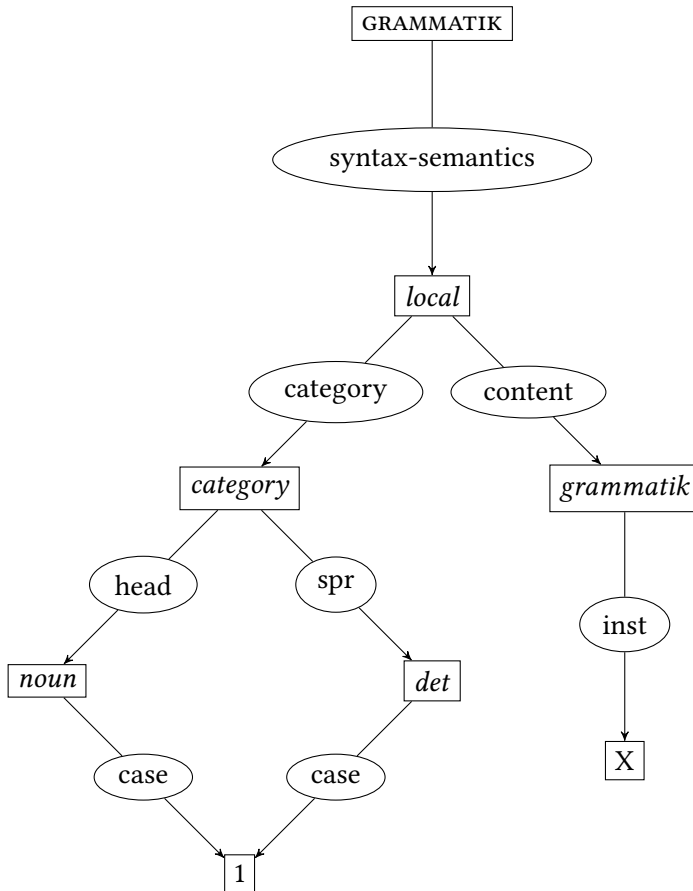 GRAMMATIK
syntax-semantics
local
category content
category grammatik
head spr
inst
noun det
case case
X
1